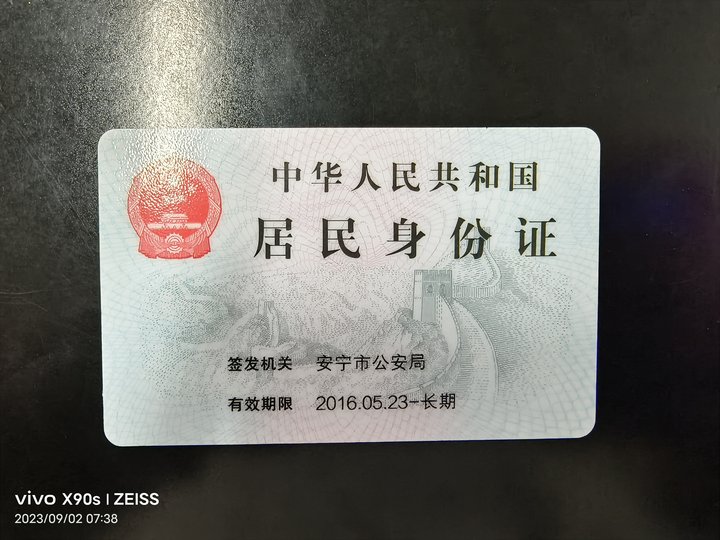 中华人民共和国
居民身份证
签发机关 安宁市公安局
有效期限 2016.05.23-长期
vivo X90s | ZEISS
2023/09/02 07:38